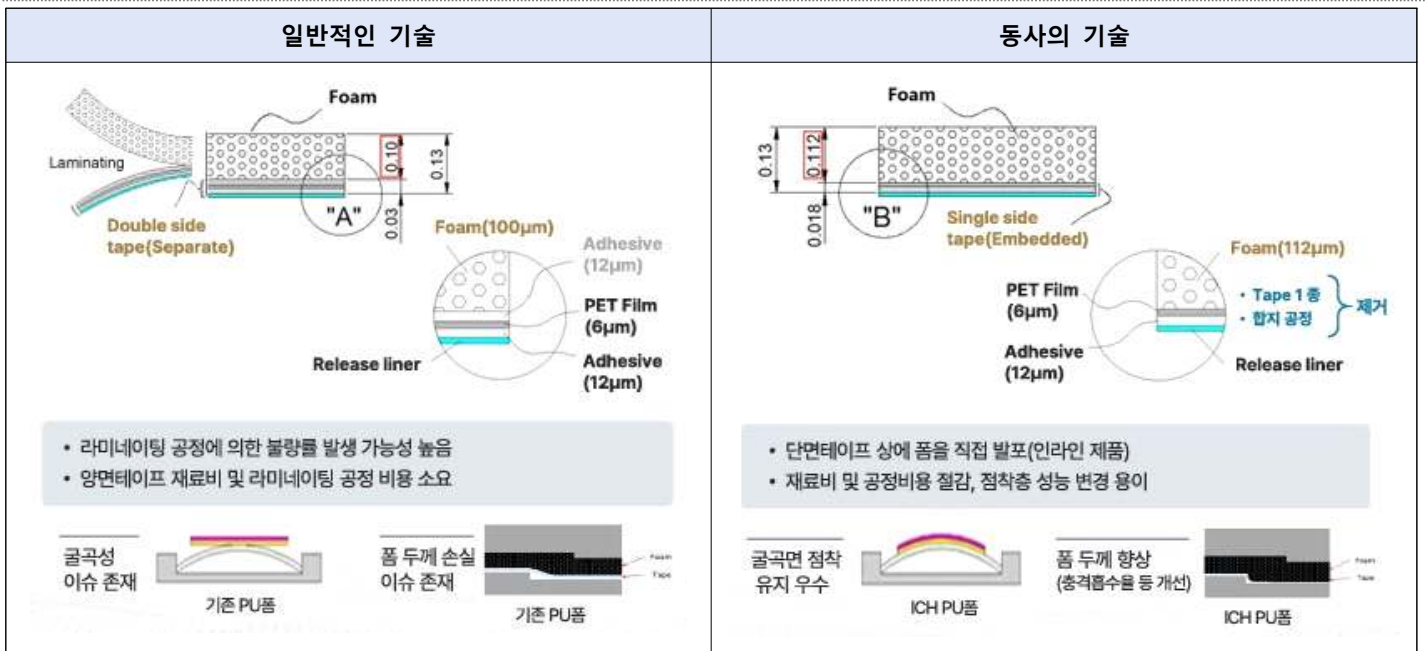 일반적인 기술
동사의 기술
Foam
Laminating
0.10
0.13
Double side
tape(Separate)
"A"
0.03
Foam(100μm)
Adhesive
(12μm)
PET Film
(6μm)
Release liner
Adhesive
(12μm)
• 라미네이팅 공정에 의한 불량률 발생 가능성 높음
• 양면테이프 재료비 및 라미네이팅 공정 비용 소요
굴곡성
이슈 존재
기존 PU폼
폼 두께 손실
이슈 존재
Foam
Tape
기존 PU폼
Foam
0.13
0.112
0.018
"B"
Single side
tape(Embedded)
Foam(112μm)
PET Film
(6μm)
• Tape 1 종
• 합지 공정
제거
Adhesive
(12μm)
Release liner
• 단면테이프 상에 폼을 직접 발포(인라인 제품)
• 재료비 및 공정비용 절감, 점착층 성능 변경 용이
굴곡면 점착
유지 우수
ICH PU폼
폼 두께 향상
(충격흡수율 등 개선)
Foam
Tape
ICH PU폼